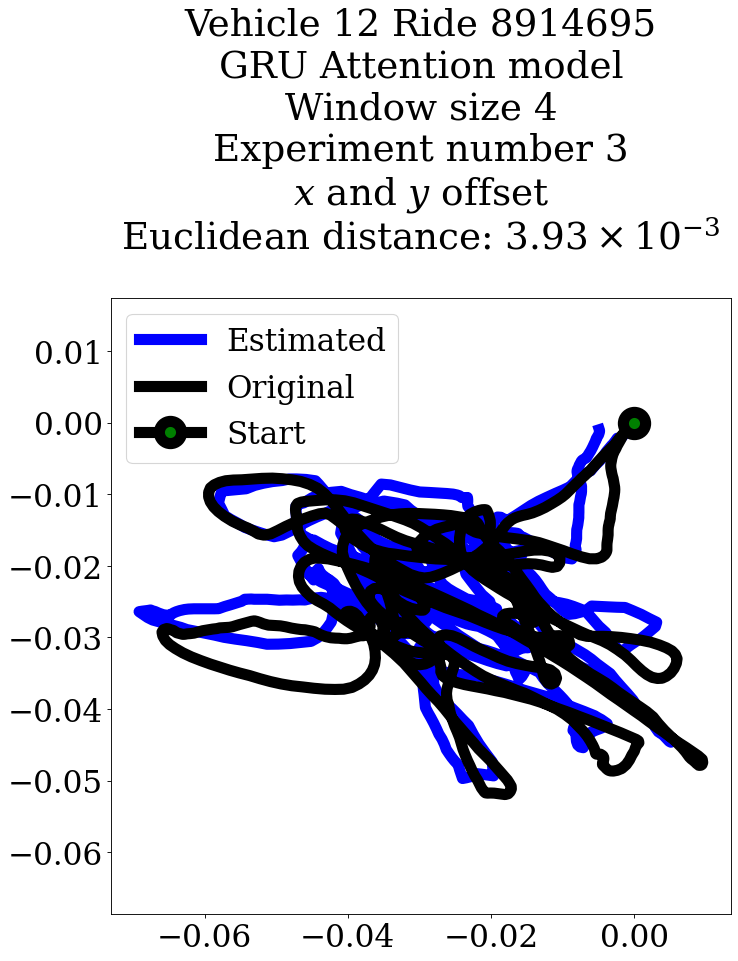 Vehicle 12 Ride 8914695
GRU Attention model
Window size 4
Experiment number 3
x and y offset
Euclidean distance: 3.93 × 10⁻³
Estimated
Original
Start
0.01
0.00
−0.01
−0.02
−0.03
−0.04
−0.05
−0.06
−0.06 −0.04 −0.02 0.00